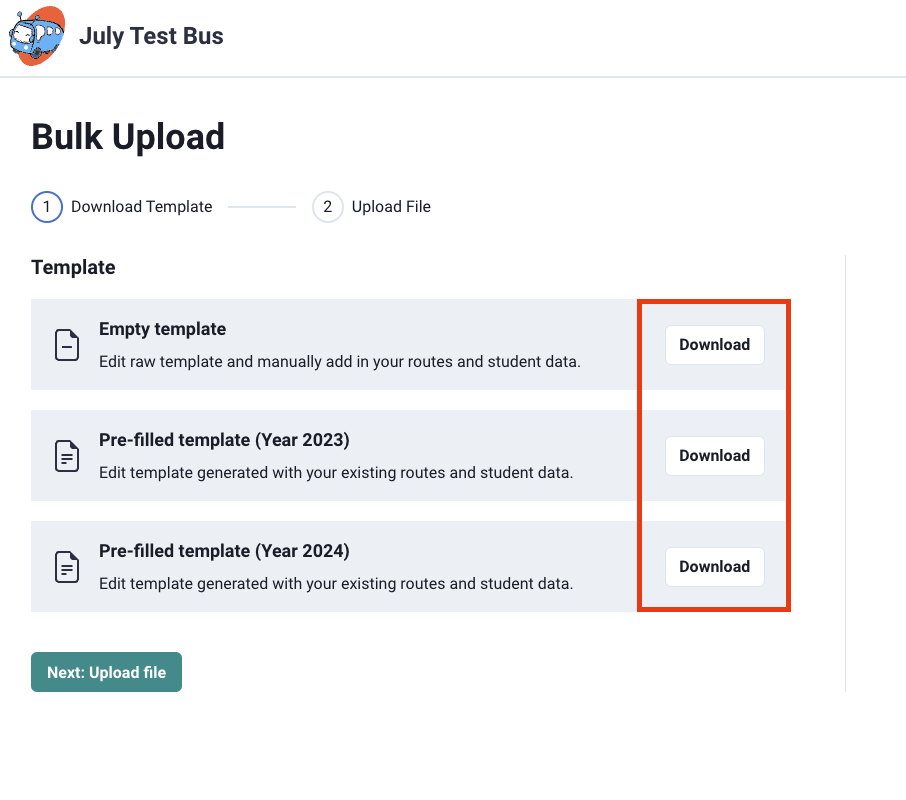 July Test Bus
Bulk Upload
1 Download Template 2 Upload File
Template
Empty template
Edit raw template and manually add in your routes and student data.
Download
Pre-filled template (Year 2023)
Edit template generated with your existing routes and student data.
Download
Pre-filled template (Year 2024)
Edit template generated with your existing routes and student data.
Download
Next: Upload file